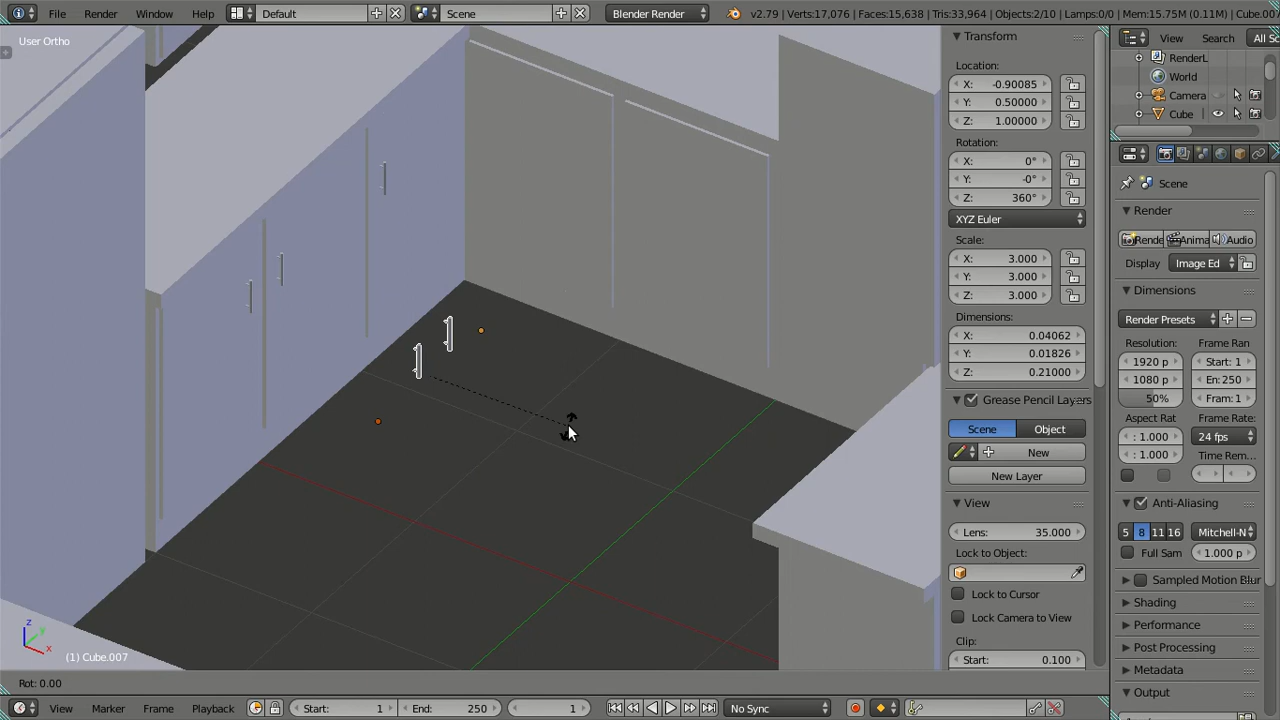 File Render Window Help Default Scene Blender Render v2.79 | Verts:17,076 | Faces:15,638 | Tris:33,964 | Objects:2/10 | Lamps:0/0 | Mem:15.75M (0.11M) | Cube.00
User Ortho
View Search All Sc
RenderL
World
Camera
Cube
Transform
Location:
X: -0.90085
Y: 0.50000
Z: 1.00000
Rotation:
X: 0°
Y: -0°
Z: 360°
XYZ Euler
Scale:
X: 3.000
Y: 3.000
Z: 3.000
Dimensions:
X: 0.04062
Y: 0.01826
Z: 0.21000
Grease Pencil Layers
Scene Object
New
New Layer
View
Lens: 35.000
Lock to Object:
Lock to Cursor
Lock Camera to View
Clip:
Start: 0.100
Scene
Render
Rende Anima Audio
Display Image Ed
Dimensions
Render Presets
Resolution: Frame Ran
1920 p Start: 1
1080 p En: 250
50% Fram: 1
Aspect Rat Frame Rate:
: 1.000 24 fps
: 1.000 Time Rem...
Anti-Aliasing
5 8 11 16 Mitchell-N
Full Sam 1.000 p
Sampled Motion Blur
Shading
Performance
Post Processing
Metadata
Output
z
y
x
(1) Cube.007
Rot: 0.00
View Marker Frame Playback Start: 1 End: 250 1 No Sync